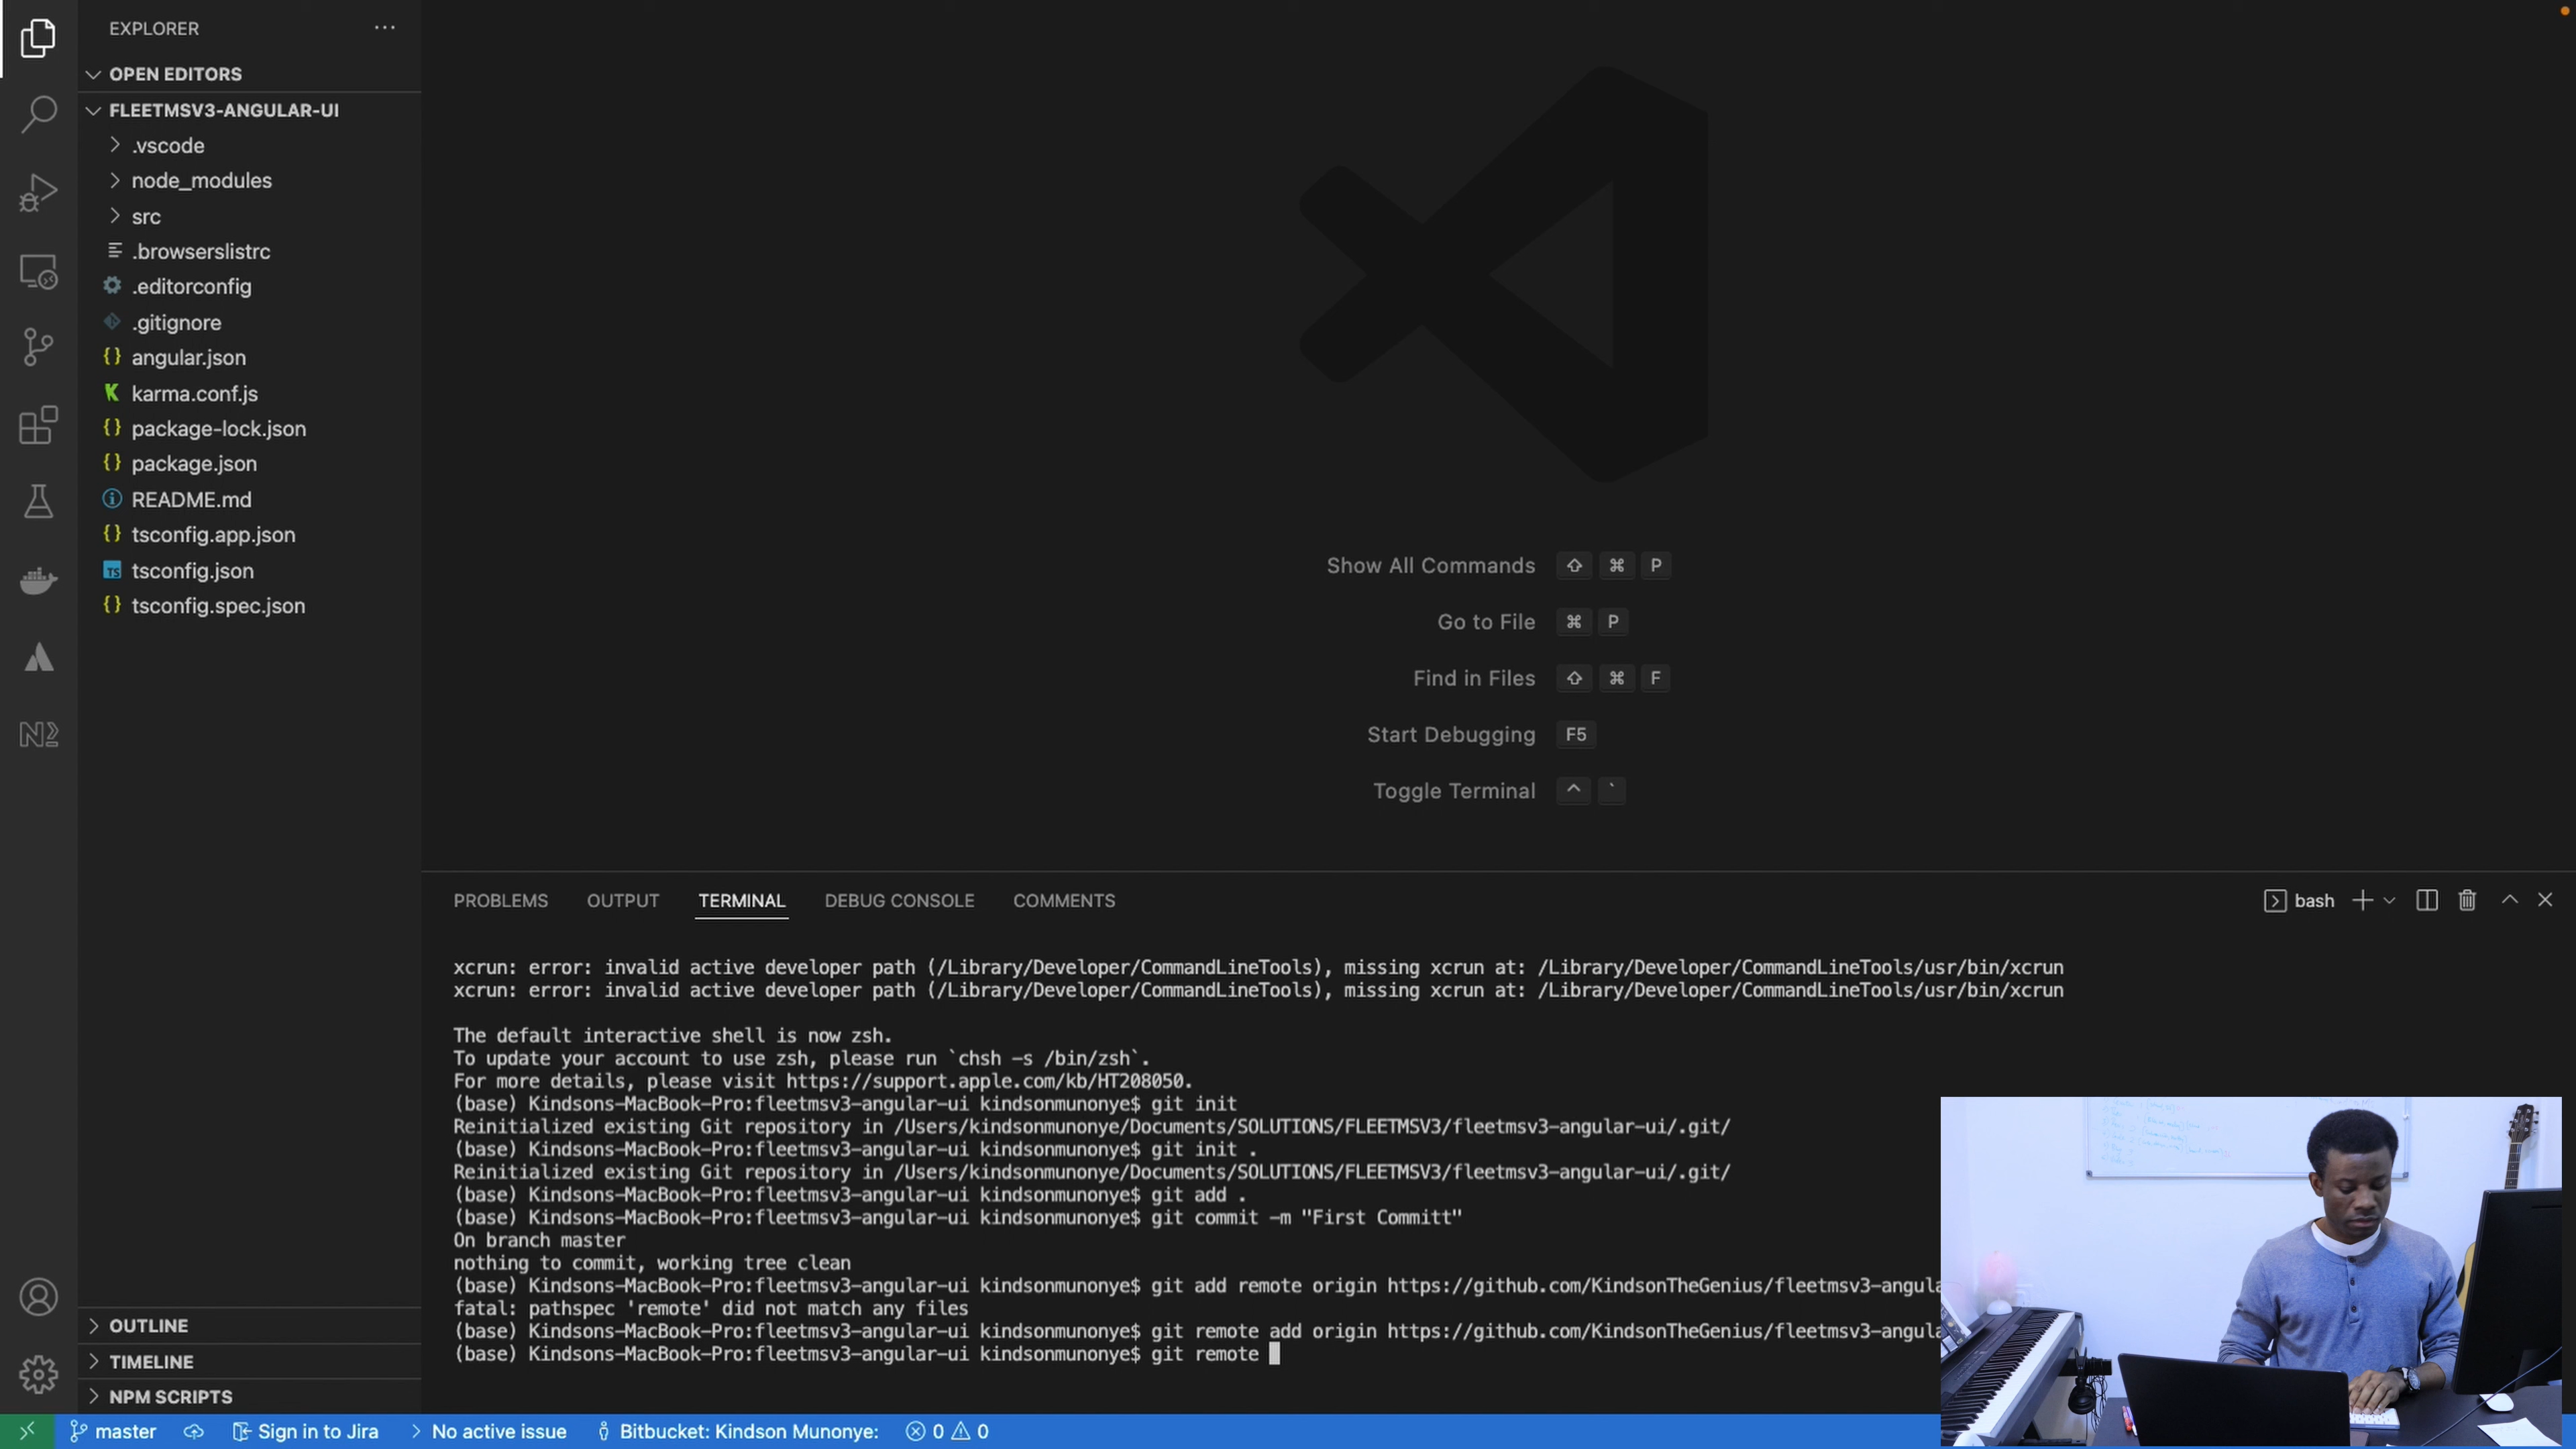 EXPLORER
OPEN EDITORS
FLEETMSV3-ANGULAR-UI
.vscode
node_modules
src
.browserslistrc
.editorconfig
.gitignore
angular.json
karma.conf.js
package-lock.json
package.json
README.md
tsconfig.app.json
TS tsconfig.json
tsconfig.spec.json
OUTLINE
TIMELINE
NPM SCRIPTS
Show All Commands ⇧ ⌘ P
Go to File ⌘ P
Find in Files ⇧ ⌘ F
Start Debugging F5
Toggle Terminal ^ `
PROBLEMS OUTPUT TERMINAL DEBUG CONSOLE COMMENTS
bash
xcrun: error: invalid active developer path (/Library/Developer/CommandLineTools), missing xcrun at: /Library/Developer/CommandLineTools/usr/bin/xcrun
xcrun: error: invalid active developer path (/Library/Developer/CommandLineTools), missing xcrun at: /Library/Developer/CommandLineTools/usr/bin/xcrun
The default interactive shell is now zsh.
To update your account to use zsh, please run `chsh -s /bin/zsh`.
For more details, please visit https://support.apple.com/kb/HT208050.
(base) Kindsons-MacBook-Pro:fleetmsv3-angular-ui kindsonmunonye$ git init
Reinitialized existing Git repository in /Users/kindsonmunonye/Documents/SOLUTIONS/FLEETMSV3/fleetmsv3-angular-ui/.git/
(base) Kindsons-MacBook-Pro:fleetmsv3-angular-ui kindsonmunonye$ git init .
Reinitialized existing Git repository in /Users/kindsonmunonye/Documents/SOLUTIONS/FLEETMSV3/fleetmsv3-angular-ui/.git/
(base) Kindsons-MacBook-Pro:fleetmsv3-angular-ui kindsonmunonye$ git add .
(base) Kindsons-MacBook-Pro:fleetmsv3-angular-ui kindsonmunonye$ git commit -m "First Committ"
On branch master
nothing to commit, working tree clean
(base) Kindsons-MacBook-Pro:fleetmsv3-angular-ui kindsonmunonye$ git add remote origin https://github.com/KindsonTheGenius/fleetmsv3-angula
fatal: pathspec 'remote' did not match any files
(base) Kindsons-MacBook-Pro:fleetmsv3-angular-ui kindsonmunonye$ git remote add origin https://github.com/KindsonTheGenius/fleetmsv3-angula
(base) Kindsons-MacBook-Pro:fleetmsv3-angular-ui kindsonmunonye$ git remote
master Sign in to Jira No active issue Bitbucket: Kindson Munonye: 0 0